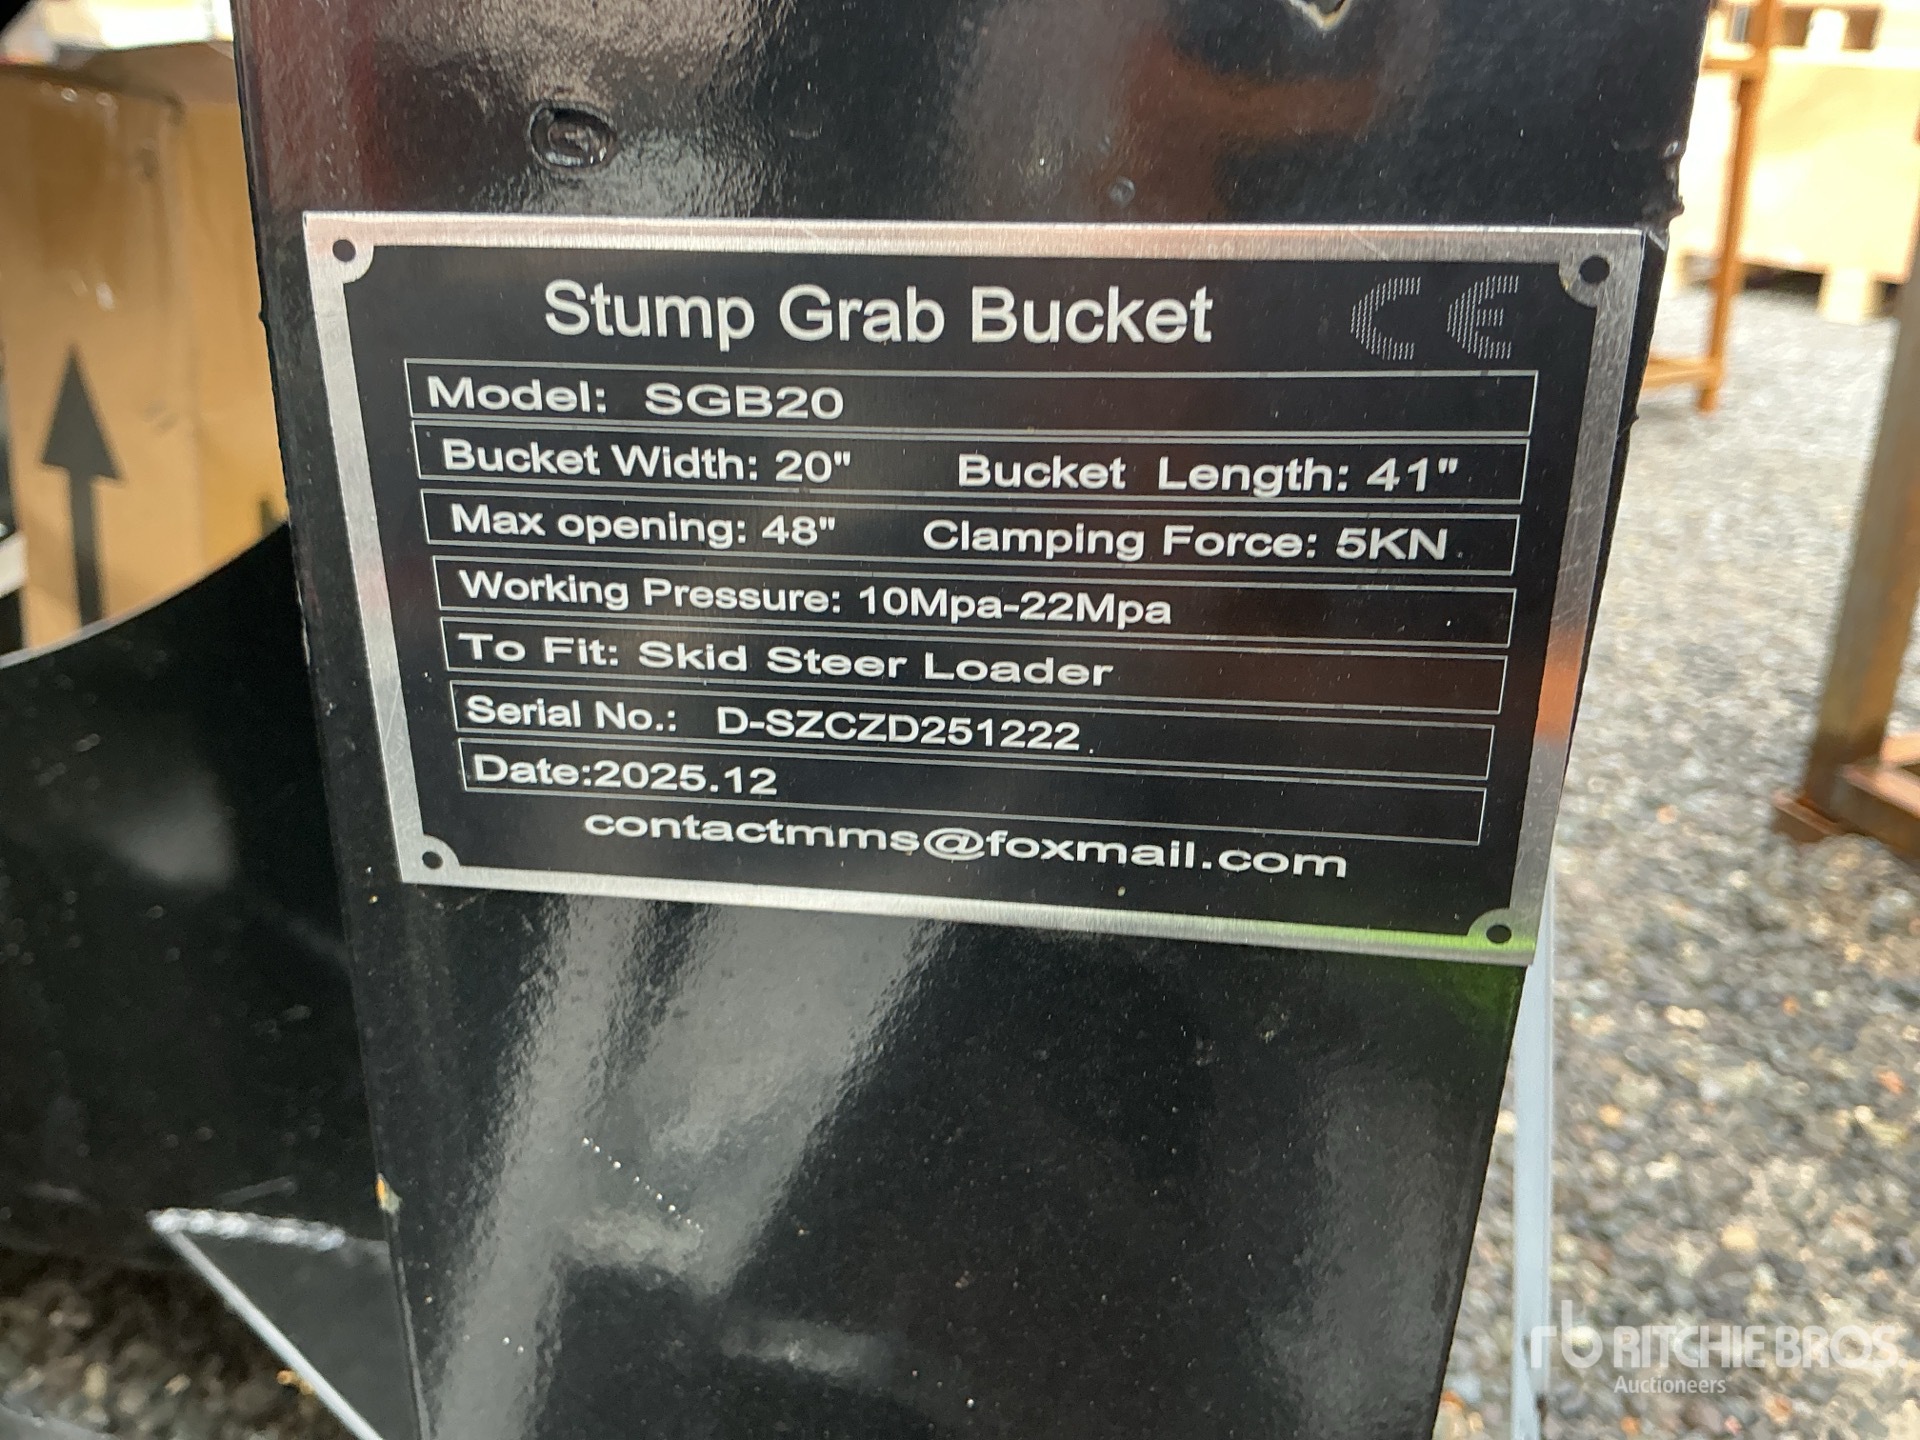 Stump Grab Bucket CE
Model: SGB20
Bucket Width: 20" Bucket Length: 41"
Max opening: 48" Clamping Force: 5KN
Working Pressure: 10Mpa-22Mpa
To Fit: Skid Steer Loader
Serial No.: D-SZCZD251222
Date:2025.12
contactmms@foxmail.com
rb RITCHIE BROS.
Auctioneers